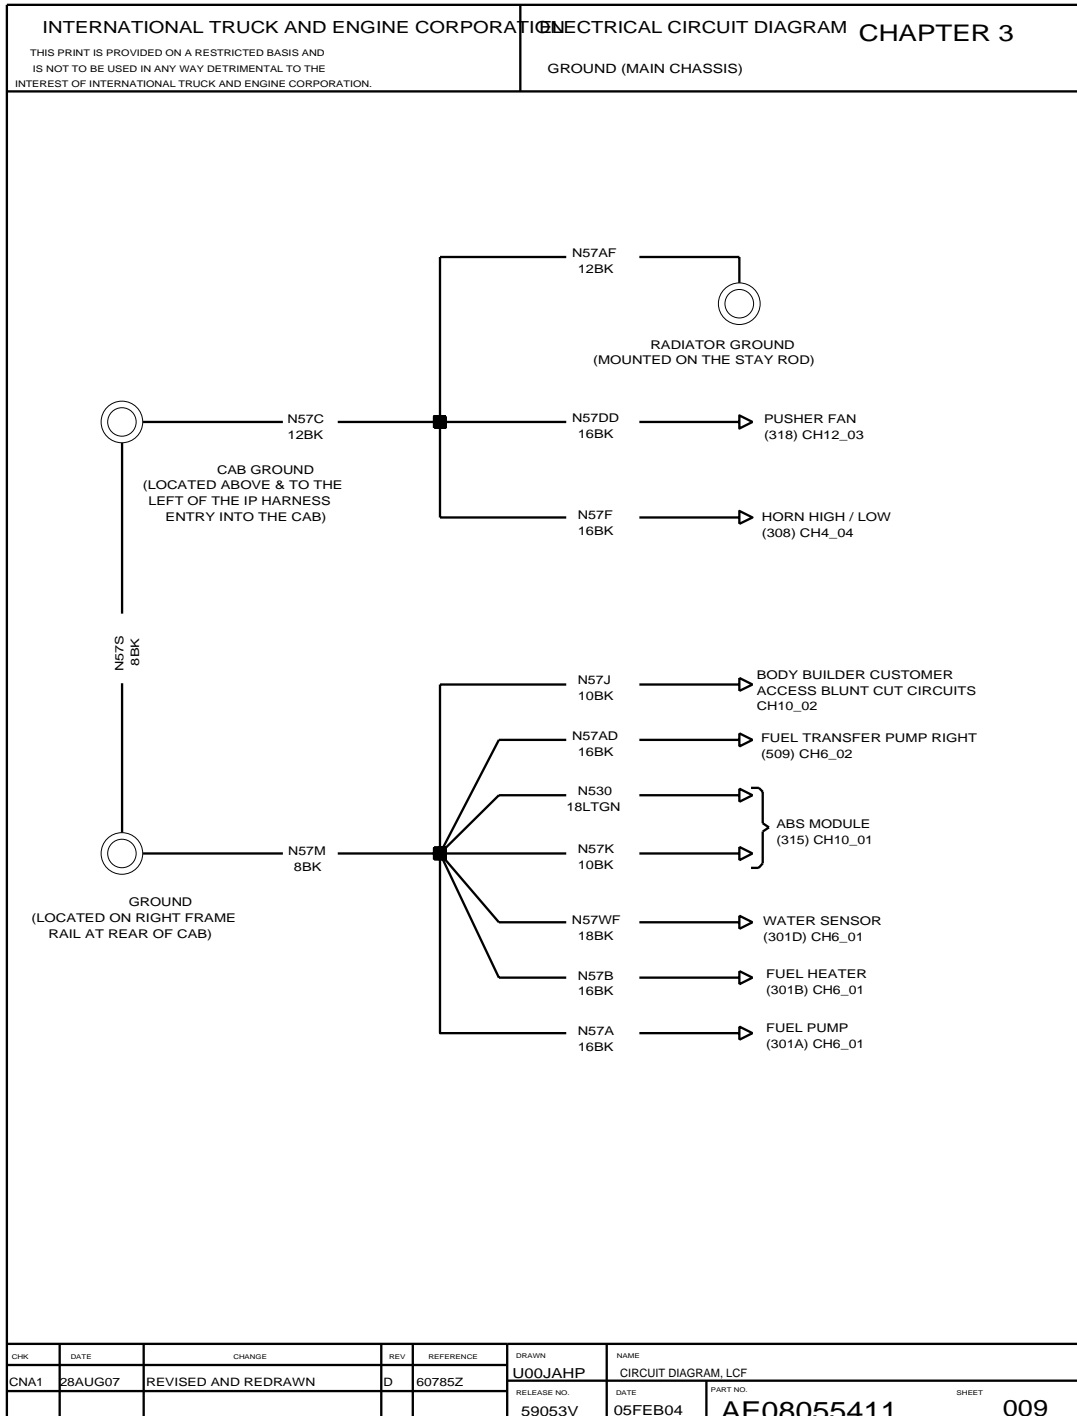 INTERNATIONAL TRUCK AND ENGINE CORPORATION
THIS PRINT IS PROVIDED ON A RESTRICTED BASIS AND
IS NOT TO BE USED IN ANY WAY DETRIMENTAL TO THE
INTEREST OF INTERNATIONAL TRUCK AND ENGINE CORPORATION.
ELECTRICAL CIRCUIT DIAGRAM
CHAPTER 3
GROUND (MAIN CHASSIS)
N57AF
12BK
RADIATOR GROUND
(MOUNTED ON THE STAY ROD)
N57C
12BK
CAB GROUND
(LOCATED ABOVE & TO THE
LEFT OF THE IP HARNESS
ENTRY INTO THE CAB)
N57DD
16BK
PUSHER FAN
(318) CH12_03
N57F
16BK
HORN HIGH / LOW
(308) CH4_04
N57S
8BK
N57J
10BK
BODY BUILDER CUSTOMER
ACCESS BLUNT CUT CIRCUITS
CH10_02
N57AD
16BK
FUEL TRANSFER PUMP RIGHT
(509) CH6_02
N530
18LTGN
N57K
10BK
ABS MODULE
(315) CH10_01
N57M
8BK
GROUND
(LOCATED ON RIGHT FRAME
RAIL AT REAR OF CAB)
N57WF
18BK
WATER SENSOR
(301D) CH6_01
N57B
16BK
FUEL HEATER
(301B) CH6_01
N57A
16BK
FUEL PUMP
(301A) CH6_01
CHK DATE CHANGE REV REFERENCE
CNA1 28AUG07 REVISED AND REDRAWN D 60785Z
DRAWN
U00JAHP
NAME
CIRCUIT DIAGRAM, LCF
RELEASE NO.
59053V
DATE
05FEB04
PART NO.
AE08055411
SHEET
009